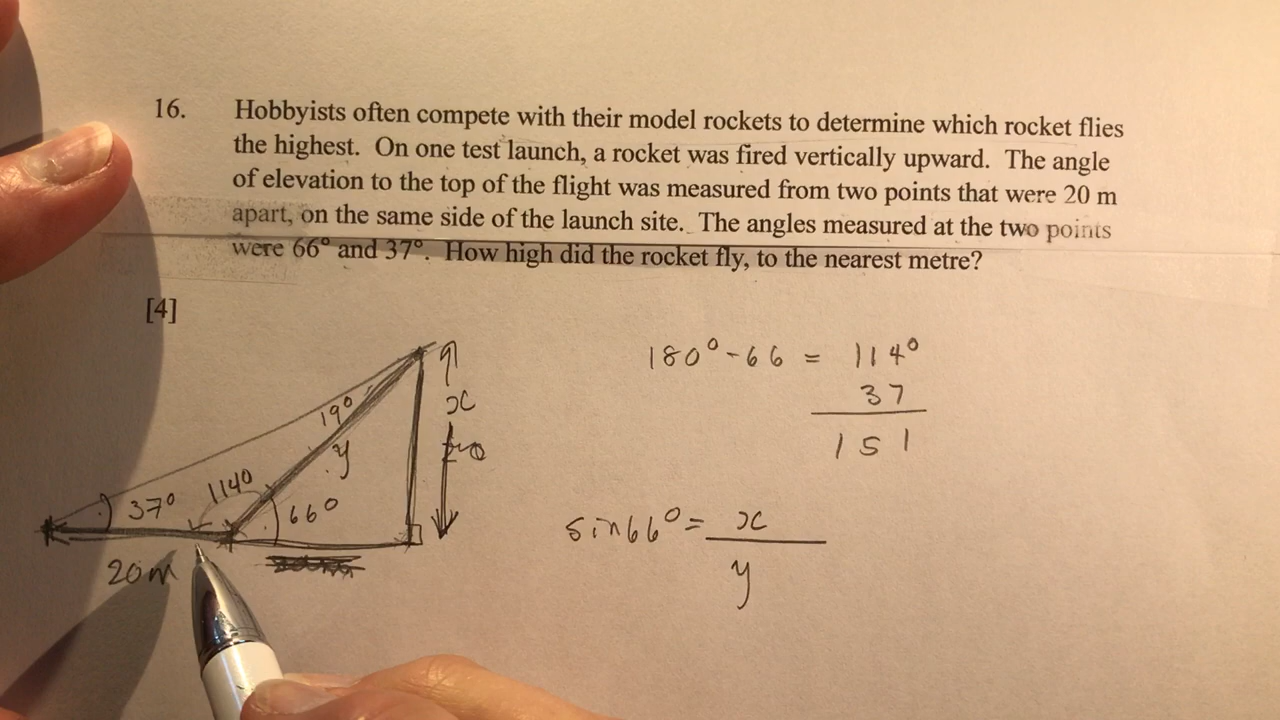 16. Hobbyists often compete with their model rockets to determine which rocket flies
the highest. On one test launch, a rocket was fired vertically upward. The angle
of elevation to the top of the flight was measured from two points that were 20 m
apart, on the same side of the launch site. The angles measured at the two points
were 66° and 37°. How high did the rocket fly, to the nearest metre?
[4]
180° - 66 = 114°
37
151
19°
x
y
114°
37°
66°
20m
sin66° = x
y